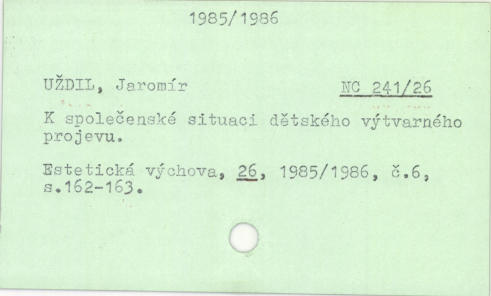 1985/1986
UŽDIL, Jaromír NC 241/26
K společenské situaci dětského výtvarného
projevu.
Estetická výchova, 26, 1985/1986, č.6,
s.162-163.